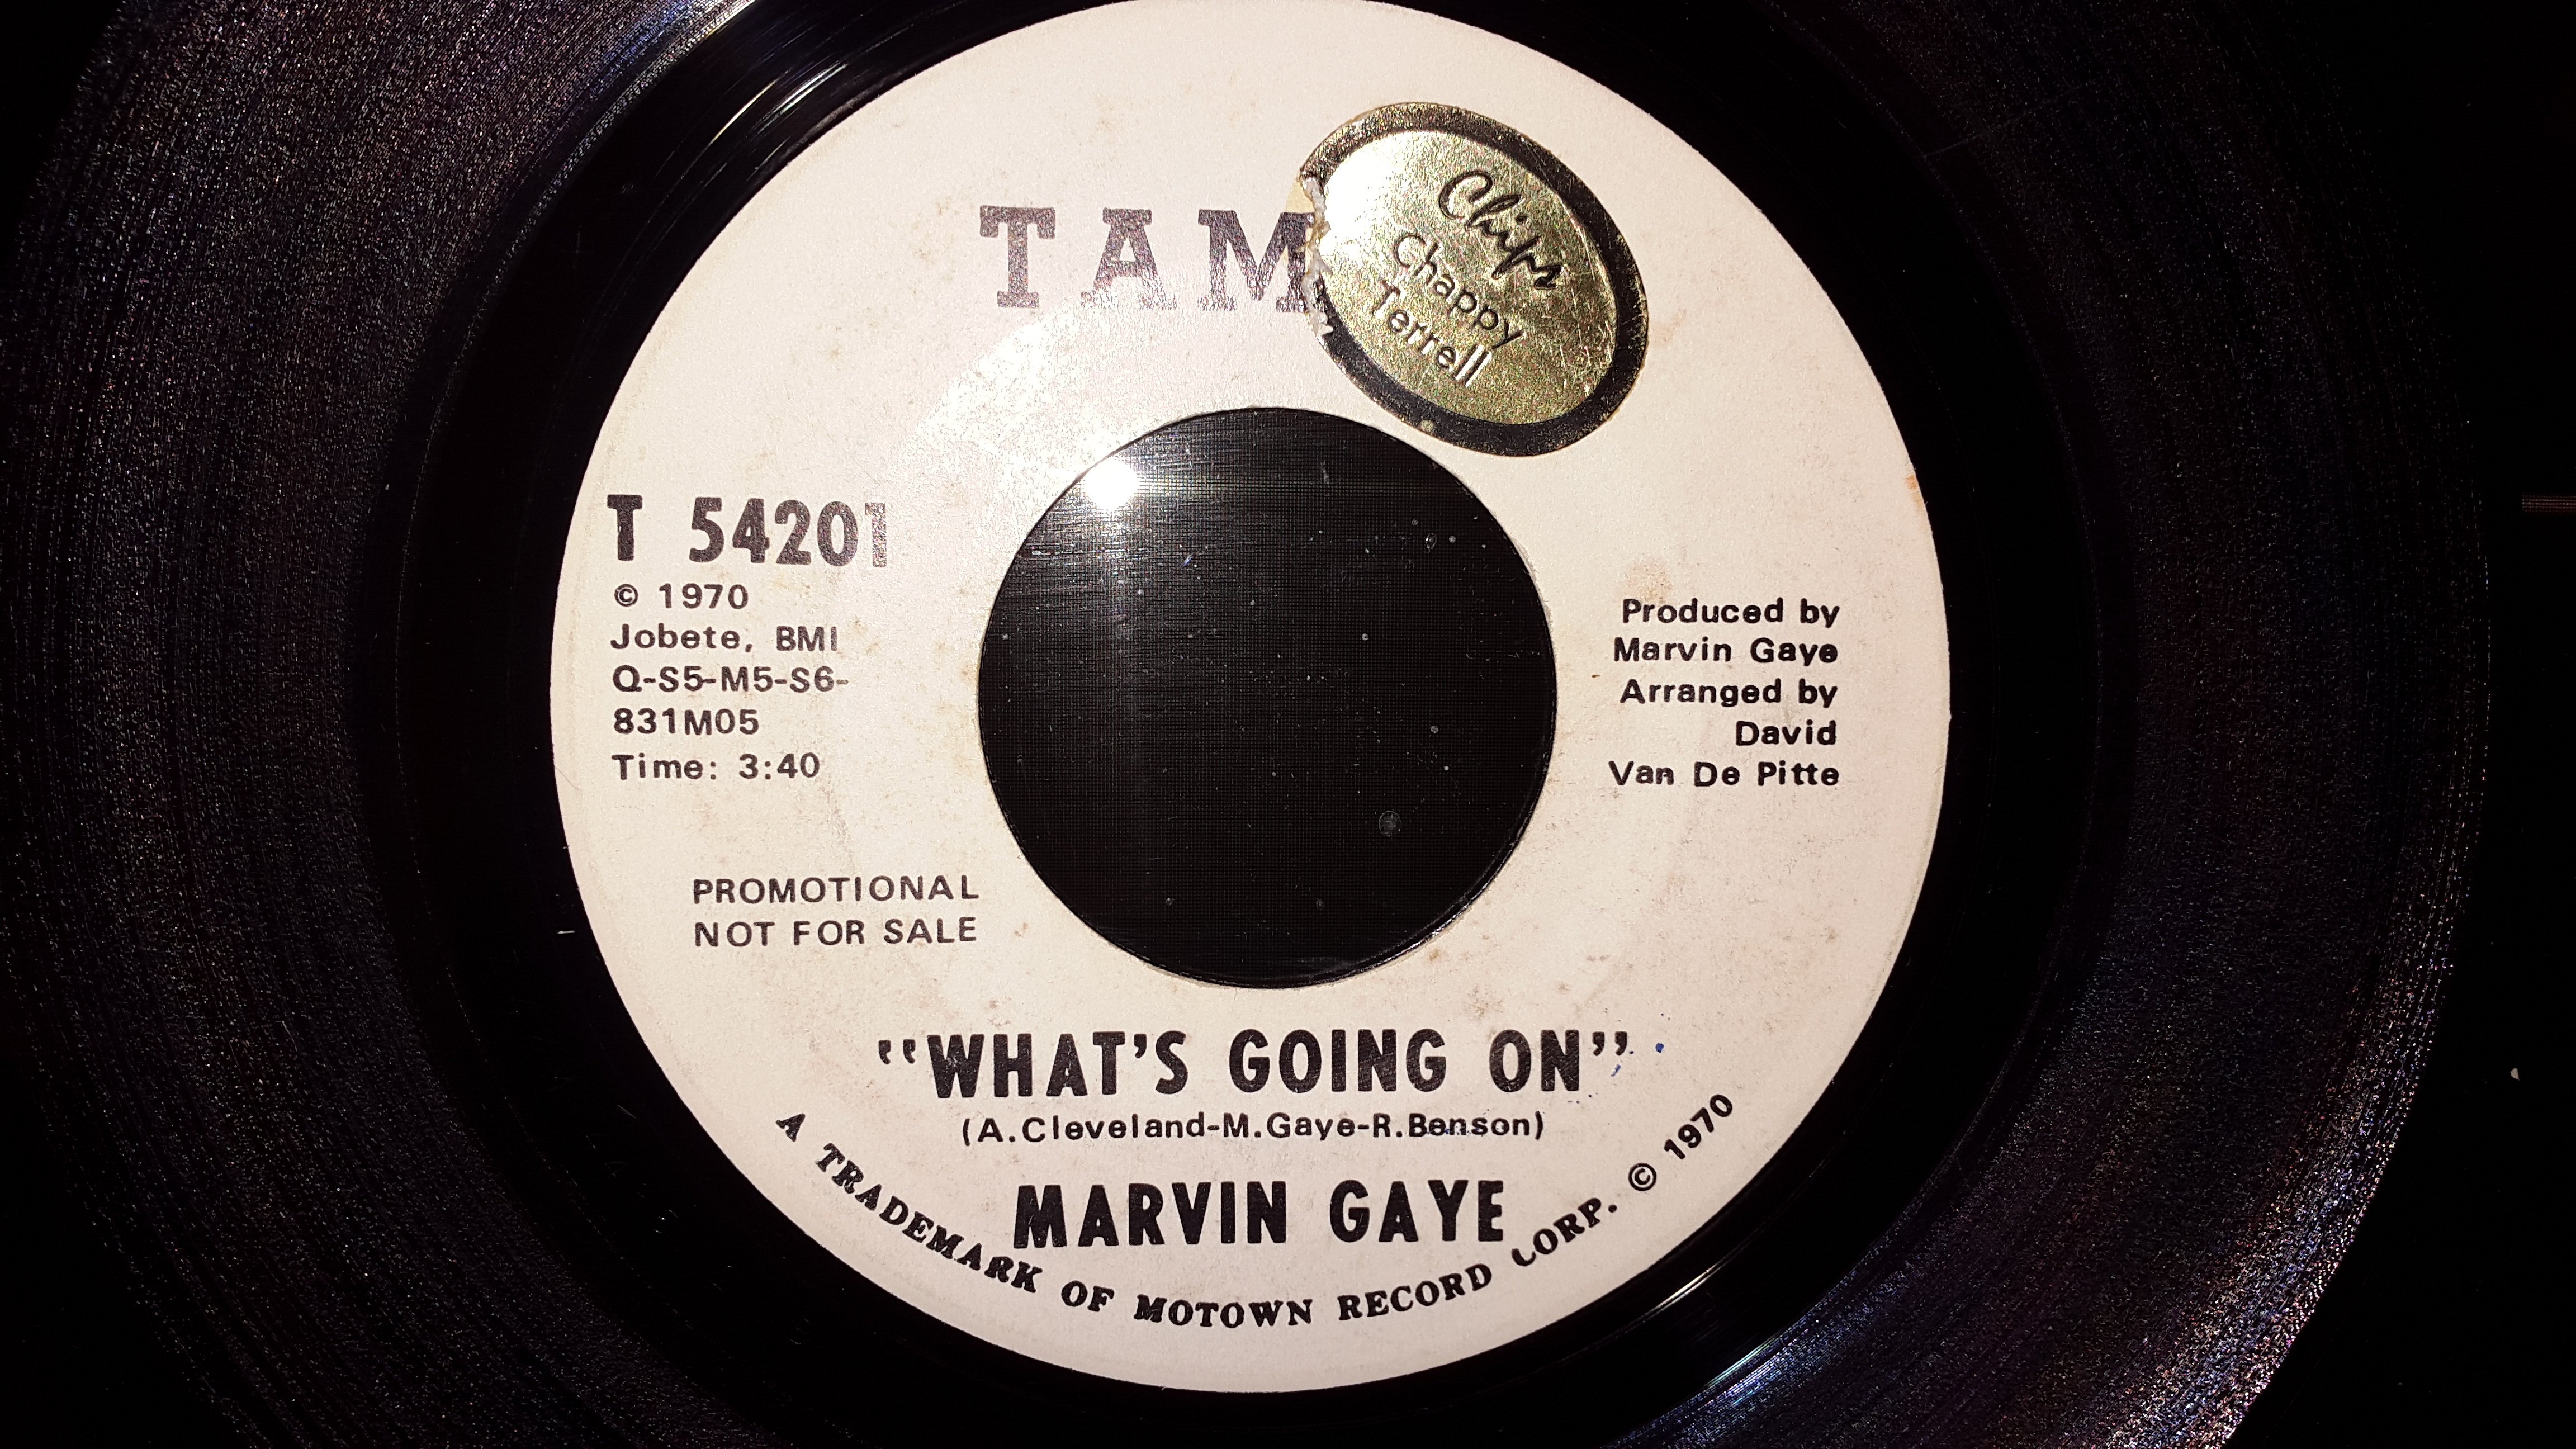 TAM
Chips
Chappy
Terrell
T 54201
© 1970
Jobete, BMI
Q-S5-M5-S6-
831M05
Time: 3:40
Produced by
Marvin Gaye
Arranged by
David
Van De Pitte
PROMOTIONAL
NOT FOR SALE
"WHAT'S GOING ON"
(A.Cleveland-M.Gaye-R.Benson)
MARVIN GAYE
A TRADEMARK OF MOTOWN RECORD CORP. © 1970